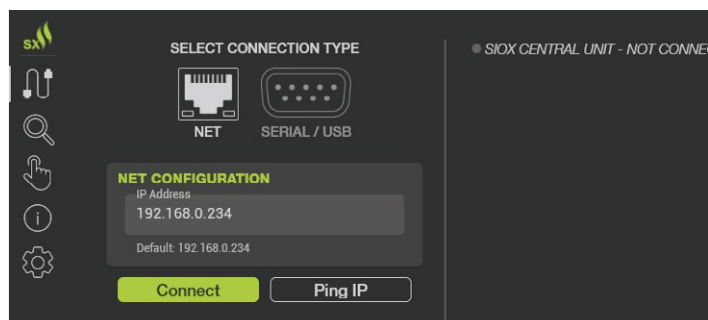 sx
SELECT CONNECTION TYPE
NET
SERIAL / USB
NET CONFIGURATION
IP Address
192.168.0.234
Default: 192.168.0.234
Connect
Ping IP
SIOX CENTRAL UNIT - NOT